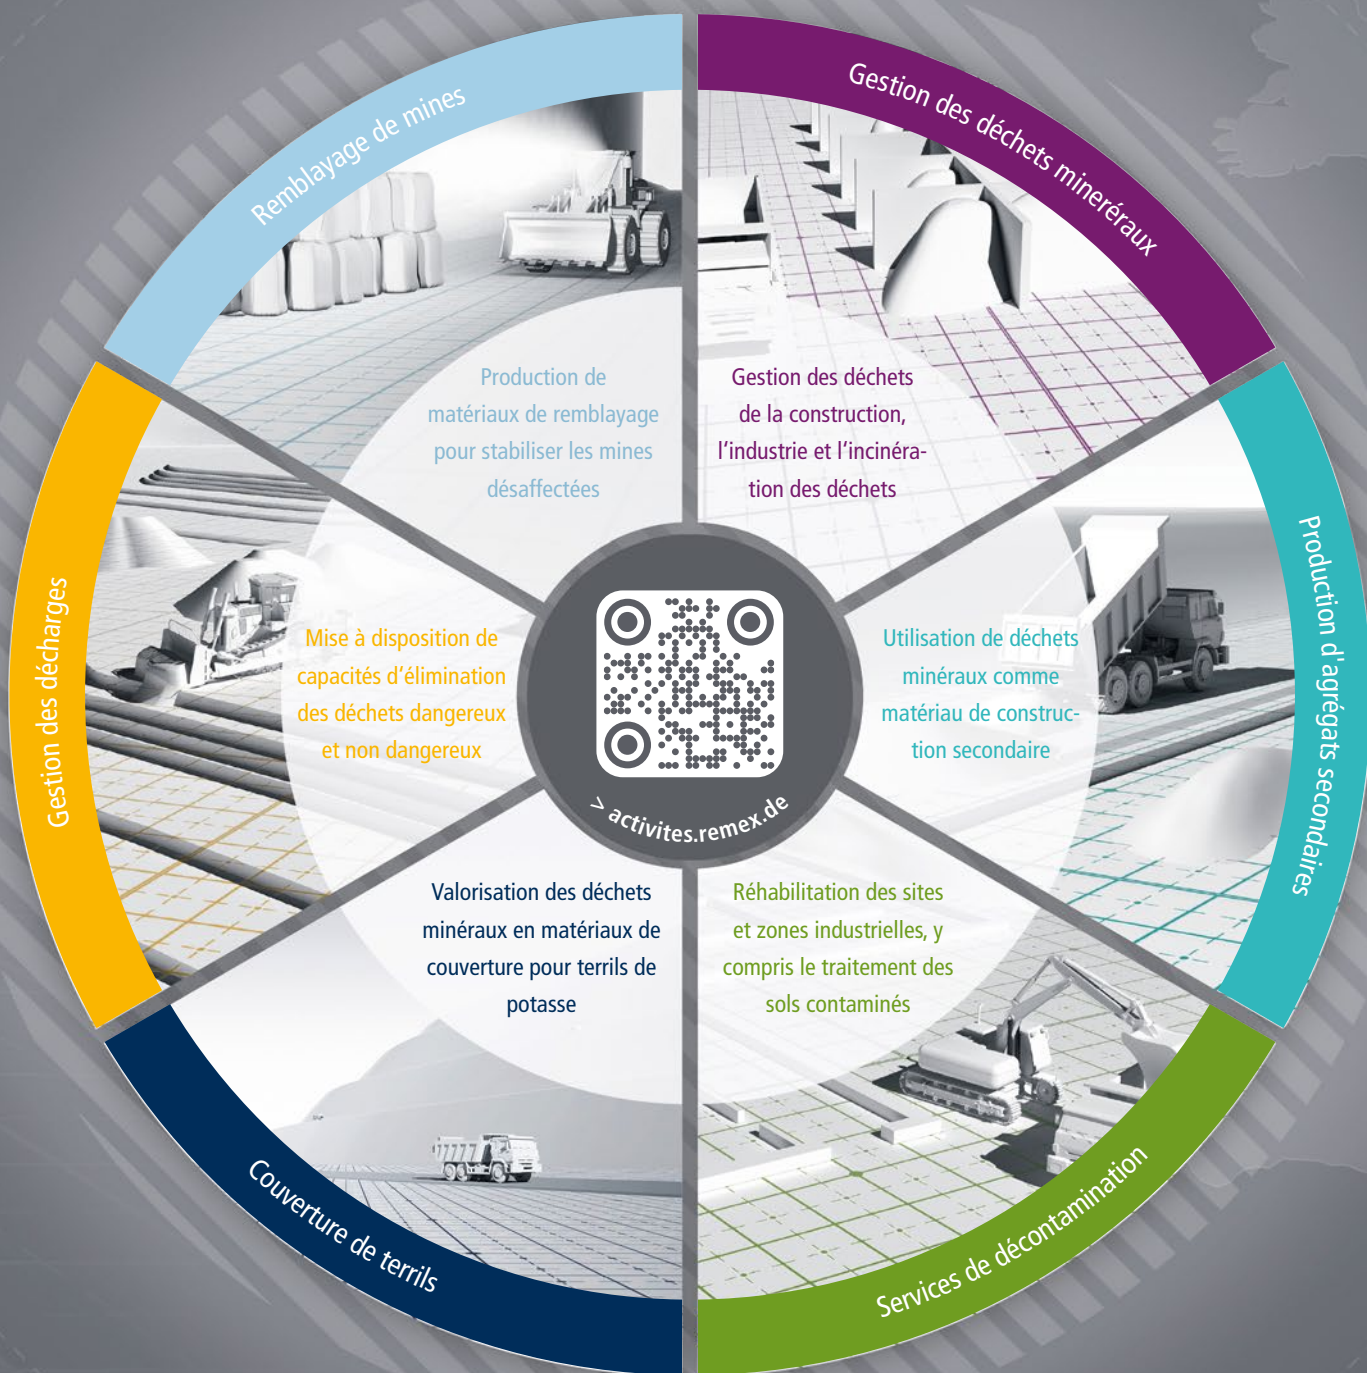 Remblayage de mines
Production de
matériaux de remblayage
pour stabiliser les mines
désaffectées
Gestion des déchets mineréraux
Gestion des déchets
de la construction,
l’industrie et l’incinéra-
tion des déchets
Production d'agrégats secondaires
Utilisation de déchets
minéraux comme
matériau de construc-
tion secondaire
Services de décontamination
Réhabilitation des sites
et zones industrielles, y
compris le traitement des
sols contaminés
Couverture de terrils
Valorisation des déchets
minéraux en matériaux de
couverture pour terrils de
potasse
Gestion des décharges
Mise à disposition de
capacités d’élimination
des déchets dangereux
et non dangereux
> activites.remex.de